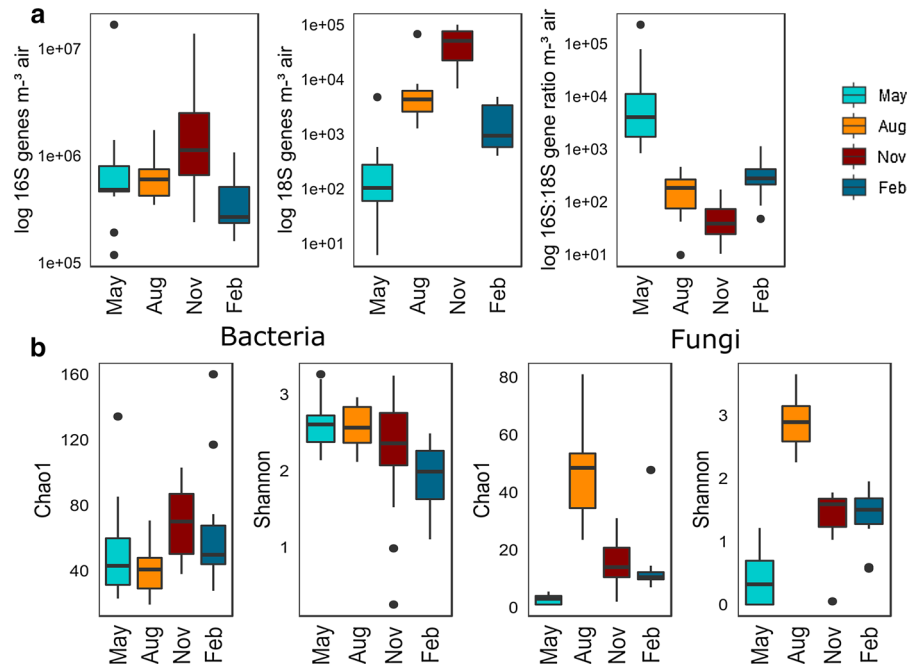 a
log 16S genes m-³ air
1e+07
1e+06
1e+05
May
Aug
Nov
Feb
log 18S genes m-³ air
1e+05
1e+04
1e+03
1e+02
1e+01
May
Aug
Nov
Feb
log 16S:18S gene ratio m-³ air
1e+05
1e+04
1e+03
1e+02
1e+01
May
Aug
Nov
Feb
May
Aug
Nov
Feb
b
Bacteria
Fungi
Chao1
160
120
80
40
May
Aug
Nov
Feb
Shannon
3
2
1
May
Aug
Nov
Feb
Chao1
80
60
40
20
0
May
Aug
Nov
Feb
Shannon
3
2
1
0
May
Aug
Nov
Feb